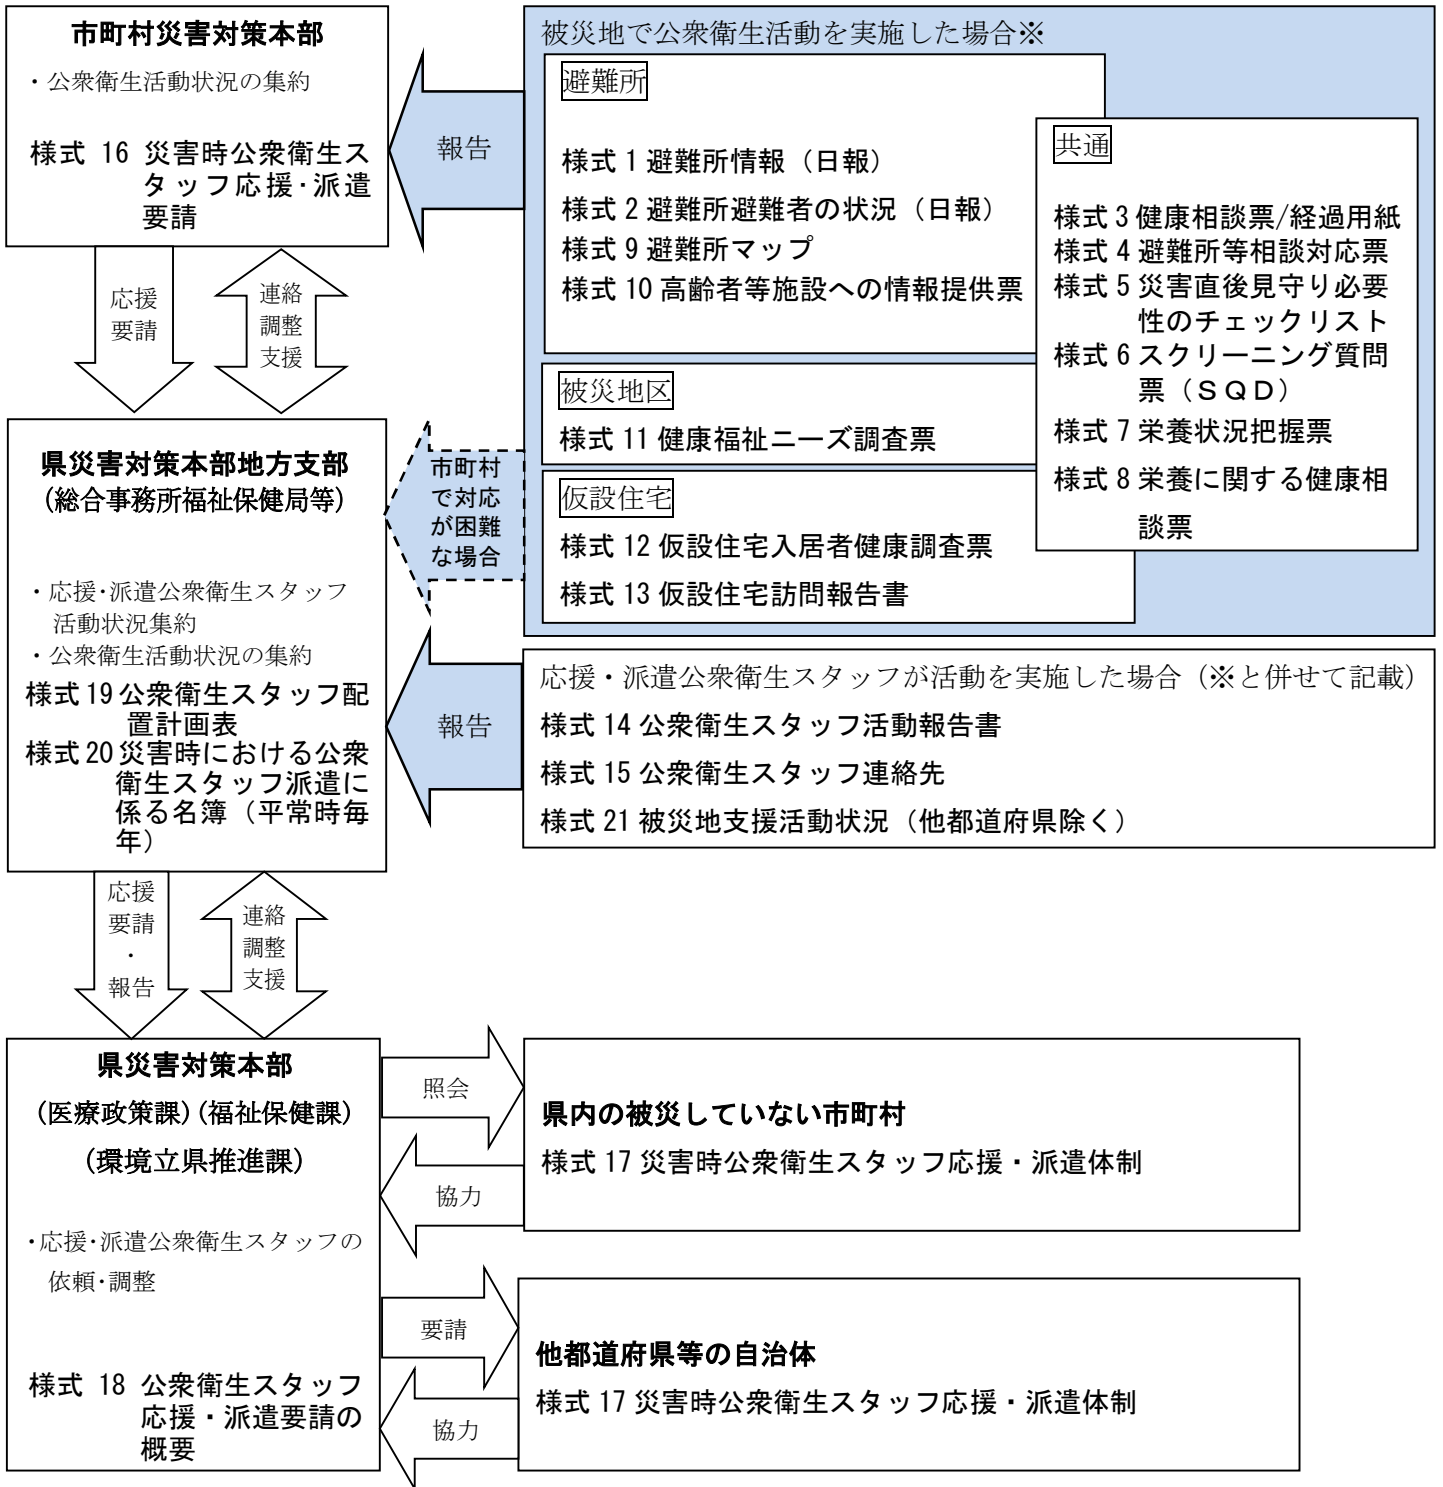 市町村災害対策本部
・公衆衛生活動状況の集約
様式 16 災害時公衆衛生ス
タッフ応援・派遣
要請
報告
被災地で公衆衛生活動を実施した場合※
避難所
様式 1 避難所情報（日報）
様式 2 避難所避難者の状況（日報）
様式 9 避難所マップ
様式 10 高齢者等施設への情報提供票
共通
様式 3 健康相談票/経過用紙
様式 4 避難所等相談対応票
様式 5 災害直後見守り必要
性のチェックリスト
様式 6 スクリーニング質問
票（ＳＱＤ）
様式 7 栄養状況把握票
様式 8 栄養に関する健康相
談票
被災地区
様式 11 健康福祉ニーズ調査票
仮設住宅
様式 12 仮設住宅入居者健康調査票
様式 13 仮設住宅訪問報告書
応援
要請
連絡
調整
支援
市町村
で対応
が困難
な場合
県災害対策本部地方支部
（総合事務所福祉保健局等）
・応援・派遣公衆衛生スタッフ
活動状況集約
・公衆衛生活動状況の集約
様式 19 公衆衛生スタッフ配
置計画表
様式 20 災害時における公衆
衛生スタッフ派遣に
係る名簿（平常時毎
年）
報告
応援・派遣公衆衛生スタッフが活動を実施した場合（※と併せて記載）
様式 14 公衆衛生スタッフ活動報告書
様式 15 公衆衛生スタッフ連絡先
様式 21 被災地支援活動状況（他都道府県除く）
応援
要請
・
報告
連絡
調整
支援
県災害対策本部
（医療政策課）（福祉保健課）
（環境立県推進課）
・応援・派遣公衆衛生スタッフの
依頼・調整
様式 18 公衆衛生スタッフ
応援・派遣要請の
概要
照会
協力
県内の被災していない市町村
様式 17 災害時公衆衛生スタッフ応援・派遣体制
要請
協力
他都道府県等の自治体
様式 17 災害時公衆衛生スタッフ応援・派遣体制